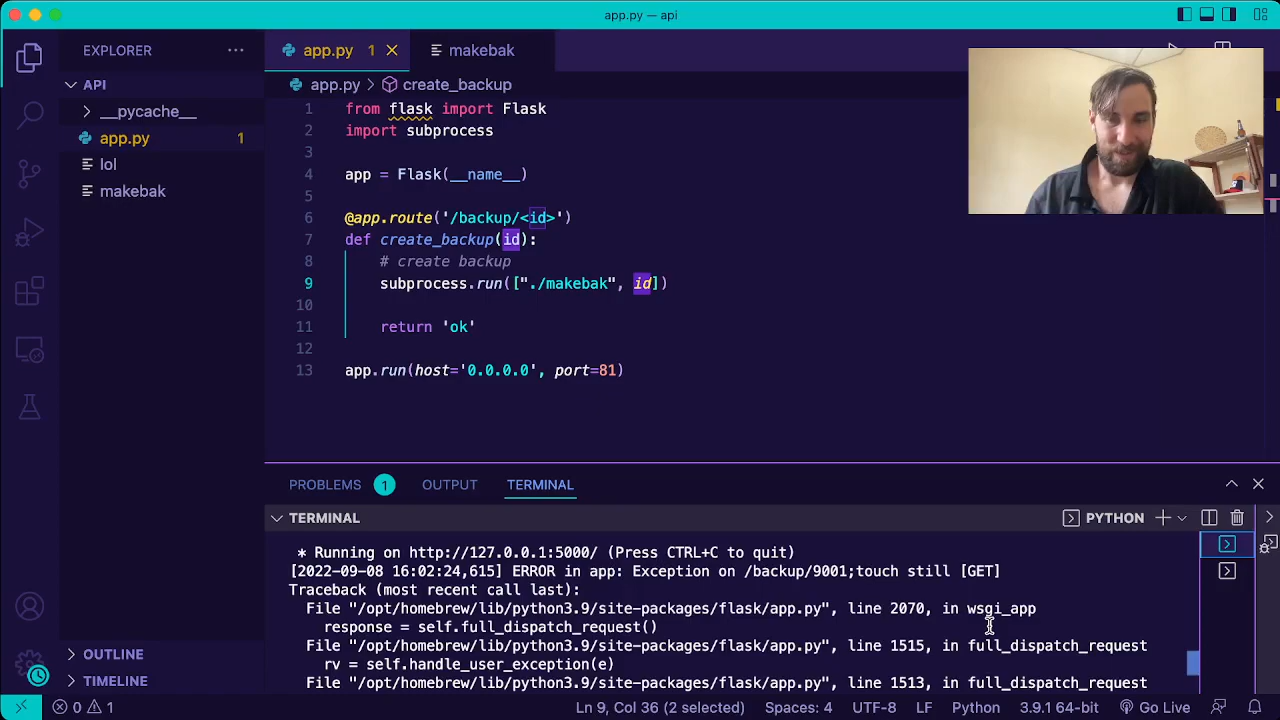 app.py — api
EXPLORER
API
__pycache__
app.py 1
lol
makebak
OUTLINE
TIMELINE
app.py 1
makebak
app.py > create_backup
1 from flask import Flask
2 import subprocess
3
4 app = Flask(__name__)
5
6 @app.route('/backup/<id>')
7 def create_backup(id):
8 # create backup
9 subprocess.run(["./makebak", id])
10
11 return 'ok'
12
13 app.run(host='0.0.0.0', port=81)
PROBLEMS 1 OUTPUT TERMINAL
TERMINAL
PYTHON
* Running on http://127.0.0.1:5000/ (Press CTRL+C to quit)
[2022-09-08 16:02:24,615] ERROR in app: Exception on /backup/9001;touch still [GET]
Traceback (most recent call last):
File "/opt/homebrew/lib/python3.9/site-packages/flask/app.py", line 2070, in wsgi_app
response = self.full_dispatch_request()
File "/opt/homebrew/lib/python3.9/site-packages/flask/app.py", line 1515, in full_dispatch_request
rv = self.handle_user_exception(e)
File "/opt/homebrew/lib/python3.9/site-packages/flask/app.py", line 1513, in full_dispatch_request
0 1 Ln 9, Col 36 (2 selected) Spaces: 4 UTF-8 LF Python 3.9.1 64-bit Go Live